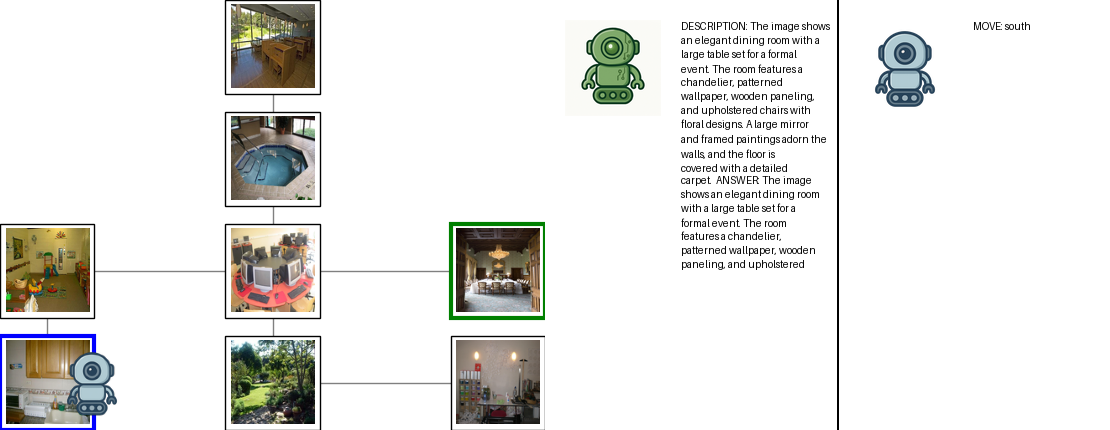 DESCRIPTION: The image shows
an elegant dining room with a
large table set for a formal
event. The room features a
chandelier, patterned
wallpaper, wooden paneling,
and upholstered chairs with
floral designs. A large mirror
and framed paintings adorn the
walls, and the floor is
covered with a detailed
carpet. ANSWER: The image
shows an elegant dining room
with a large table set for a
formal event. The room
features a chandelier,
patterned wallpaper, wooden
paneling, and upholstered
MOVE: south